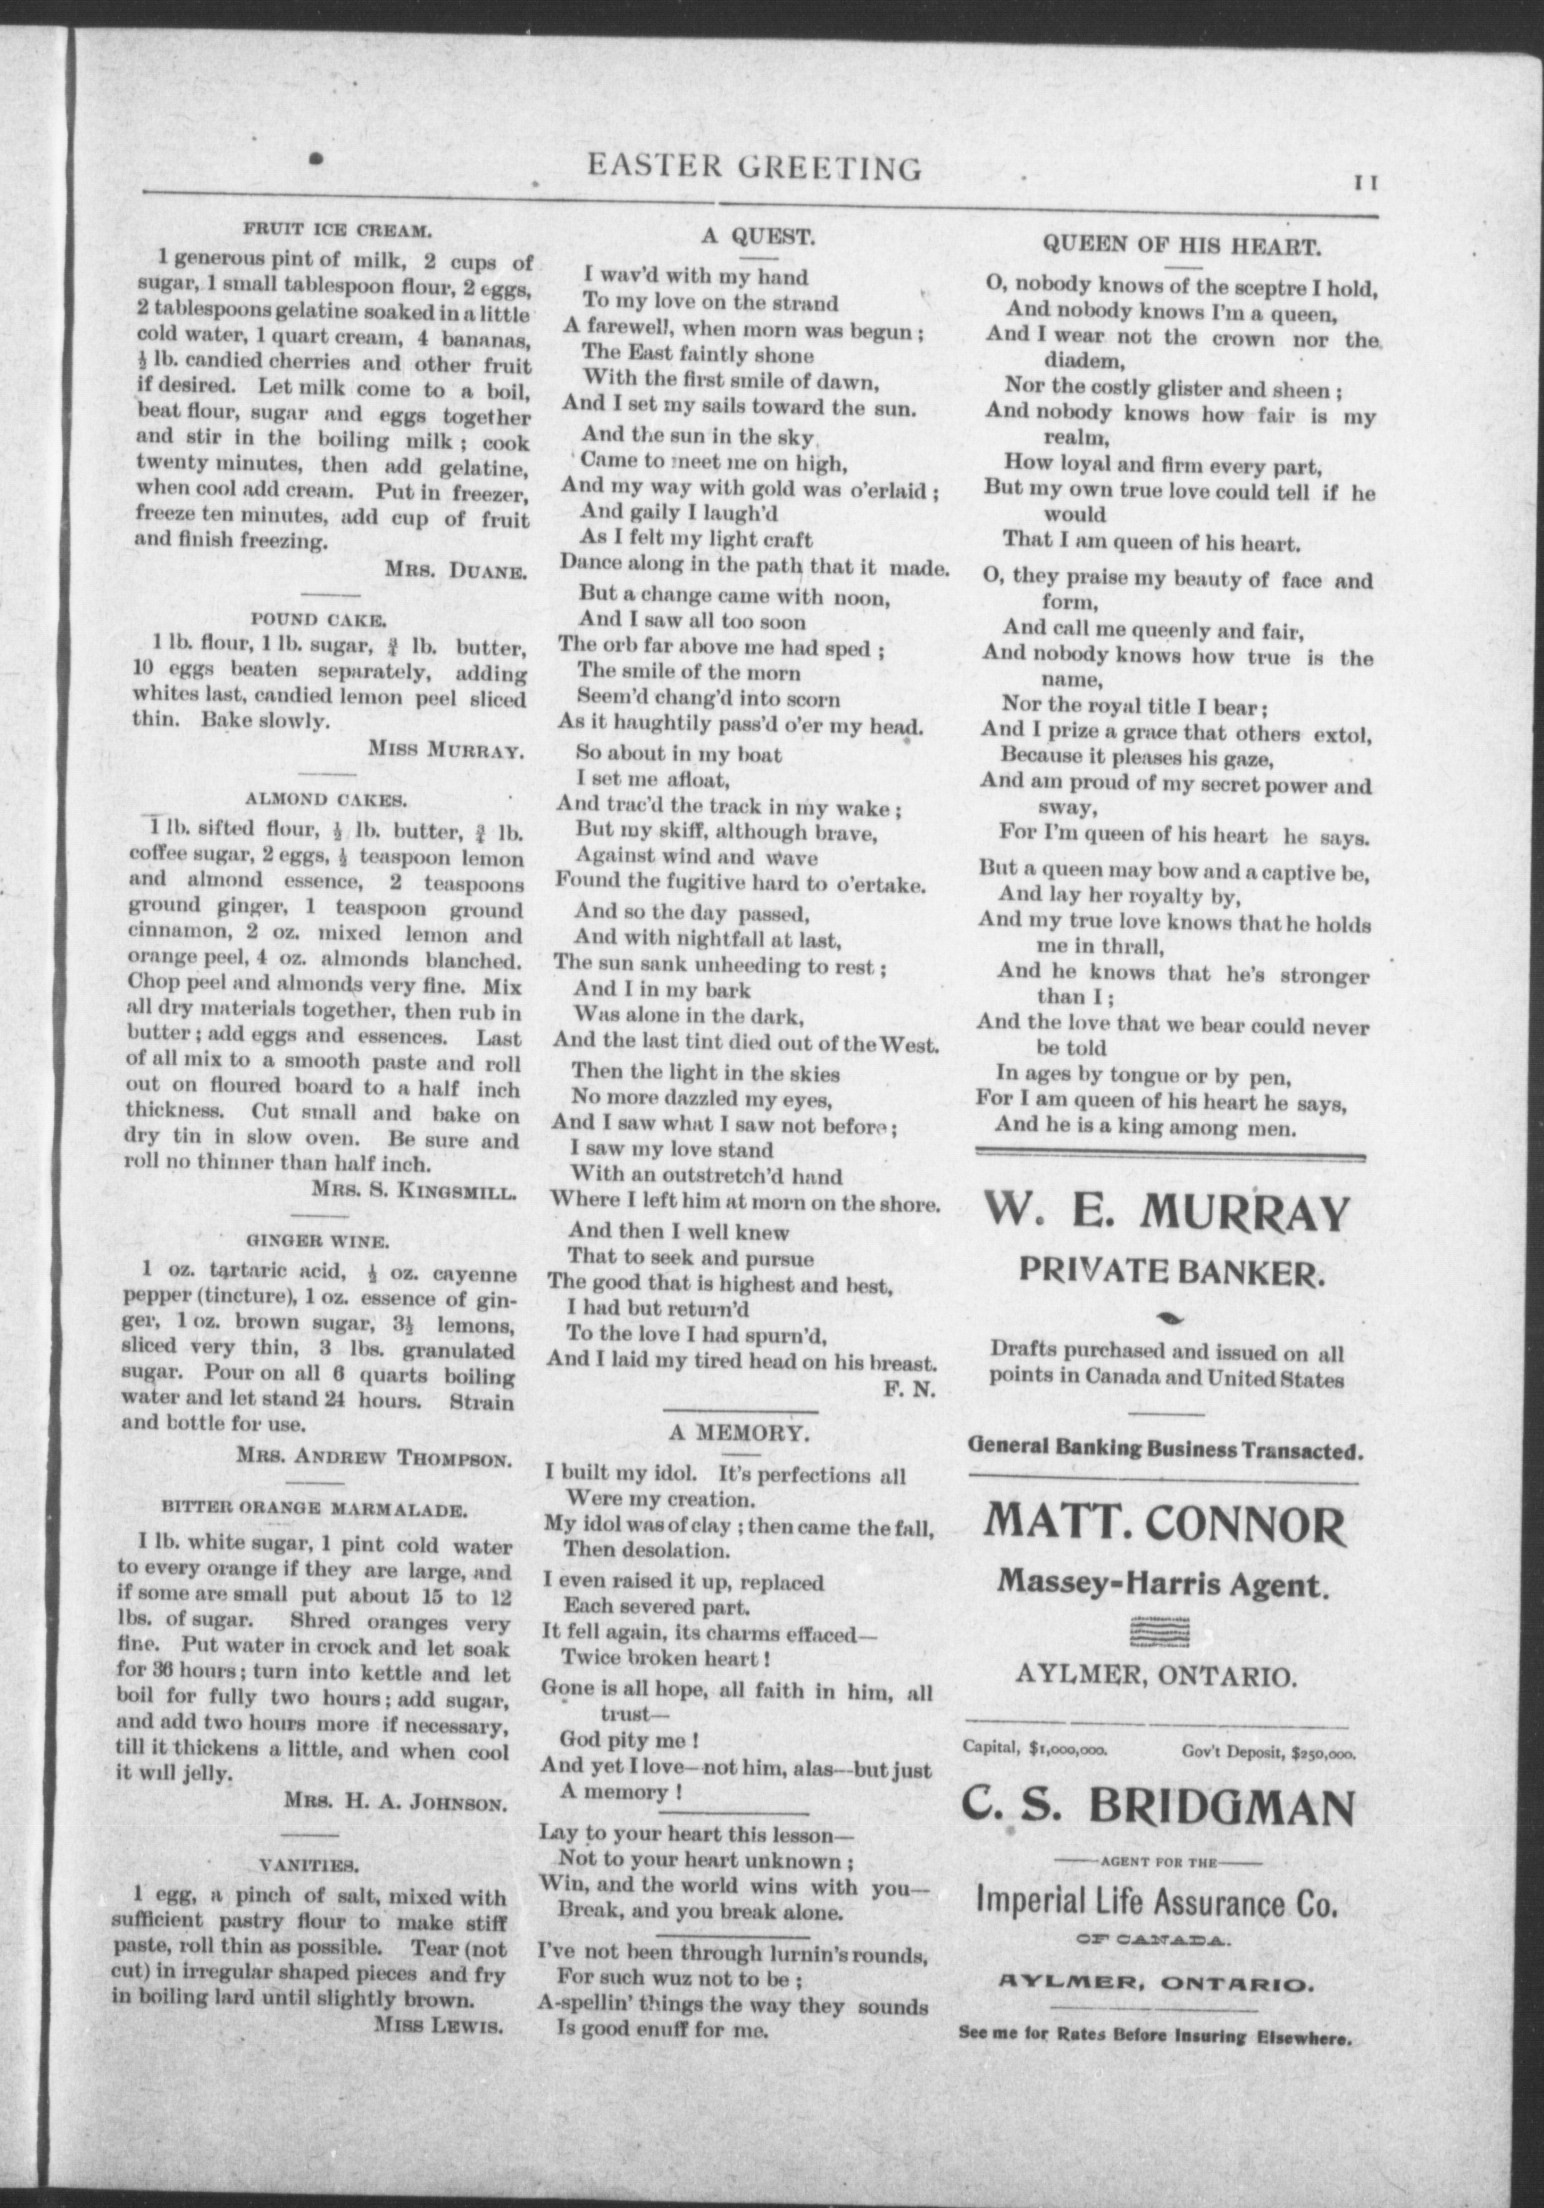 EASTER GREETING
11
FRUIT ICE CREAM.
1 generous pint of milk, 2 cups of
sugar, 1 small tablespoon flour, 2 eggs,
2 tablespoons gelatine soaked in a little
cold water, 1 quart cream, 4 bananas,
½ lb. candied cherries and other fruit
if desired. Let milk come to a boil,
beat flour, sugar and eggs together
and stir in the boiling milk ; cook
twenty minutes, then add gelatine,
when cool add cream. Put in freezer,
freeze ten minutes, add cup of fruit
and finish freezing.
MRS. DUANE.
POUND CAKE.
1 lb. flour, 1 lb. sugar, ¾ lb. butter,
10 eggs beaten separately, adding
whites last, candied lemon peel sliced
thin. Bake slowly.
MISS MURRAY.
ALMOND CAKES.
1 lb. sifted flour, ½ lb. butter, ¾ lb.
coffee sugar, 2 eggs, ½ teaspoon lemon
and almond essence, 2 teaspoons
ground ginger, 1 teaspoon ground
cinnamon, 2 oz. mixed lemon and
orange peel, 4 oz. almonds blanched.
Chop peel and almonds very fine. Mix
all dry materials together, then rub in
butter ; add eggs and essences. Last
of all mix to a smooth paste and roll
out on floured board to a half inch
thickness. Cut small and bake on
dry tin in slow oven. Be sure and
roll no thinner than half inch.
MRS. S. KINGSMILL.
GINGER WINE.
1 oz. tartaric acid, ½ oz. cayenne
pepper (tincture), 1 oz. essence of gin-
ger, 1 oz. brown sugar, 3½ lemons,
sliced very thin, 3 lbs. granulated
sugar. Pour on all 6 quarts boiling
water and let stand 24 hours. Strain
and bottle for use.
MRS. ANDREW THOMPSON.
BITTER ORANGE MARMALADE.
1 lb. white sugar, 1 pint cold water
to every orange if they are large, and
if some are small put about 15 to 12
lbs. of sugar. Shred oranges very
fine. Put water in crock and let soak
for 36 hours ; turn into kettle and let
boil for fully two hours ; add sugar,
and add two hours more if necessary,
till it thickens a little, and when cool
it will jelly.
MRS. H. A. JOHNSON.
VANITIES.
1 egg, a pinch of salt, mixed with
sufficient pastry flour to make stiff
paste, roll thin as possible. Tear (not
cut) in irregular shaped pieces and fry
in boiling lard until slightly brown.
MISS LEWIS.
A QUEST.
I wav'd with my hand
To my love on the strand
A farewell, when morn was begun ;
The East faintly shone
With the first smile of dawn,
And I set my sails toward the sun.
And the sun in the sky
Came to meet me on high,
And my way with gold was o'erlaid ;
And gaily I laugh'd
As I felt my light craft
Dance along in the path that it made.
But a change came with noon,
And I saw all too soon
The orb far above me had sped ;
The smile of the morn
Seem'd chang'd into scorn
As it haughtily pass'd o'er my head.
So about in my boat
I set me afloat,
And trac'd the track in my wake ;
But my skiff, although brave,
Against wind and wave
Found the fugitive hard to o'ertake.
And so the day passed,
And with nightfall at last,
The sun sank unheeding to rest ;
And I in my bark
Was alone in the dark,
And the last tint died out of the West.
Then the light in the skies
No more dazzled my eyes,
And I saw what I saw not before ;
I saw my love stand
With an outstretch'd hand
Where I left him at morn on the shore.
And then I well knew
That to seek and pursue
The good that is highest and best,
I had but return'd
To the love I had spurn'd,
And I laid my tired head on his breast.
F. N.
A MEMORY.
I built my idol. It's perfections all
Were my creation.
My idol was of clay ; then came the fall,
Then desolation.
I even raised it up, replaced
Each severed part.
It fell again, its charms effaced—
Twice broken heart !
Gone is all hope, all faith in him, all
trust—
God pity me !
And yet I love—not him, alas—but just
A memory !
Lay to your heart this lesson—
Not to your heart unknown ;
Win, and the world wins with you—
Break, and you break alone.
I've not been through lurnin's rounds,
For such wuz not to be ;
A-spellin' things the way they sounds
Is good enuff for me.
QUEEN OF HIS HEART.
O, nobody knows of the sceptre I hold,
And nobody knows I'm a queen,
And I wear not the crown nor the
diadem,
Nor the costly glister and sheen ;
And nobody knows how fair is my
realm,
How loyal and firm every part,
But my own true love could tell if he
would
That I am queen of his heart.
O, they praise my beauty of face and
form,
And call me queenly and fair,
And nobody knows how true is the
name,
Nor the royal title I bear ;
And I prize a grace that others extol,
Because it pleases his gaze,
And am proud of my secret power and
sway,
For I'm queen of his heart he says.
But a queen may bow and a captive be,
And lay her royalty by,
And my true love knows that he holds
me in thrall,
And he knows that he's stronger
than I ;
And the love that we bear could never
be told
In ages by tongue or by pen,
For I am queen of his heart he says,
And he is a king among men.
W. E. MURRAY
PRIVATE BANKER.
Drafts purchased and issued on all
points in Canada and United States
General Banking Business Transacted.
MATT. CONNOR
Massey-Harris Agent.
AYLMER, ONTARIO.
Capital, $1,000,000. Gov't Deposit, $250,000.
C. S. BRIDGMAN
AGENT FOR THE
Imperial Life Assurance Co.
OF CANADA.
AYLMER, ONTARIO.
See me for Rates Before Insuring Elsewhere.